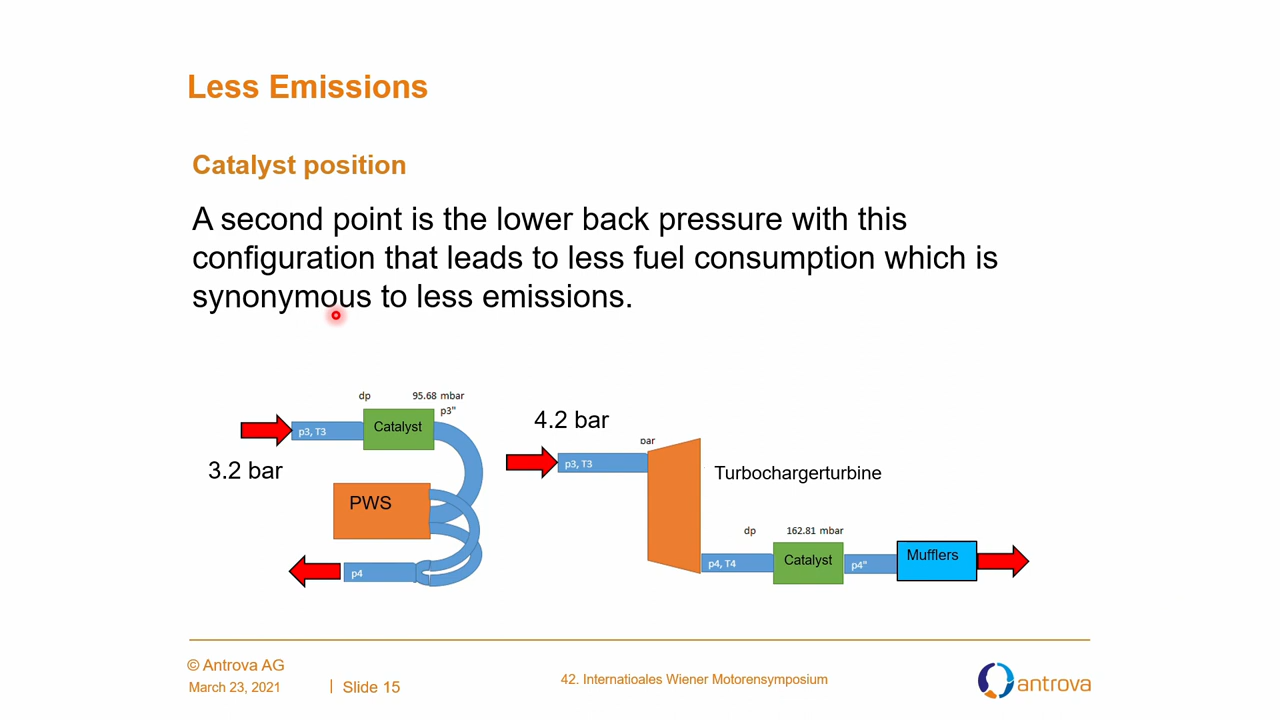 Less Emissions
Catalyst position
A second point is the lower back pressure with this
configuration that leads to less fuel consumption which is
synonymous to less emissions.
dp 95.68 mbar
p3"
p3, T3
Catalyst
3.2 bar
PWS
p4
4.2 bar
bar
p3, T3
Turbochargerturbine
dp 162.81 mbar
p4, T4
Catalyst
p4"
Mufflers
© Antrova AG
March 23, 2021 | Slide 15
42. Internatioales Wiener Motorensymposium
antrova